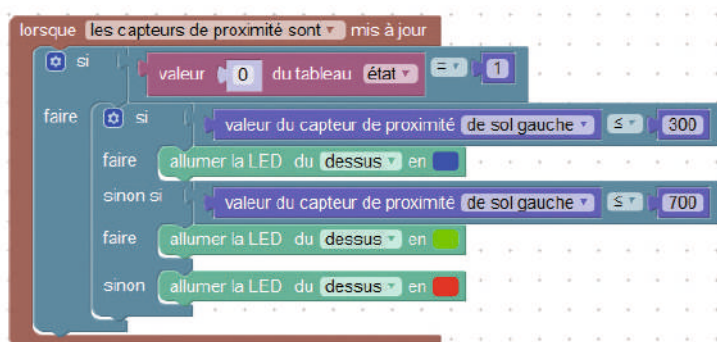 lorsque les capteurs de proximité sont mis à jour
si valeur 0 du tableau état = 1
faire si valeur du capteur de proximité de sol gauche ≤ 300
faire allumer la LED du dessus en
sinon si valeur du capteur de proximité de sol gauche ≤ 700
faire allumer la LED du dessus en
sinon allumer la LED du dessus en